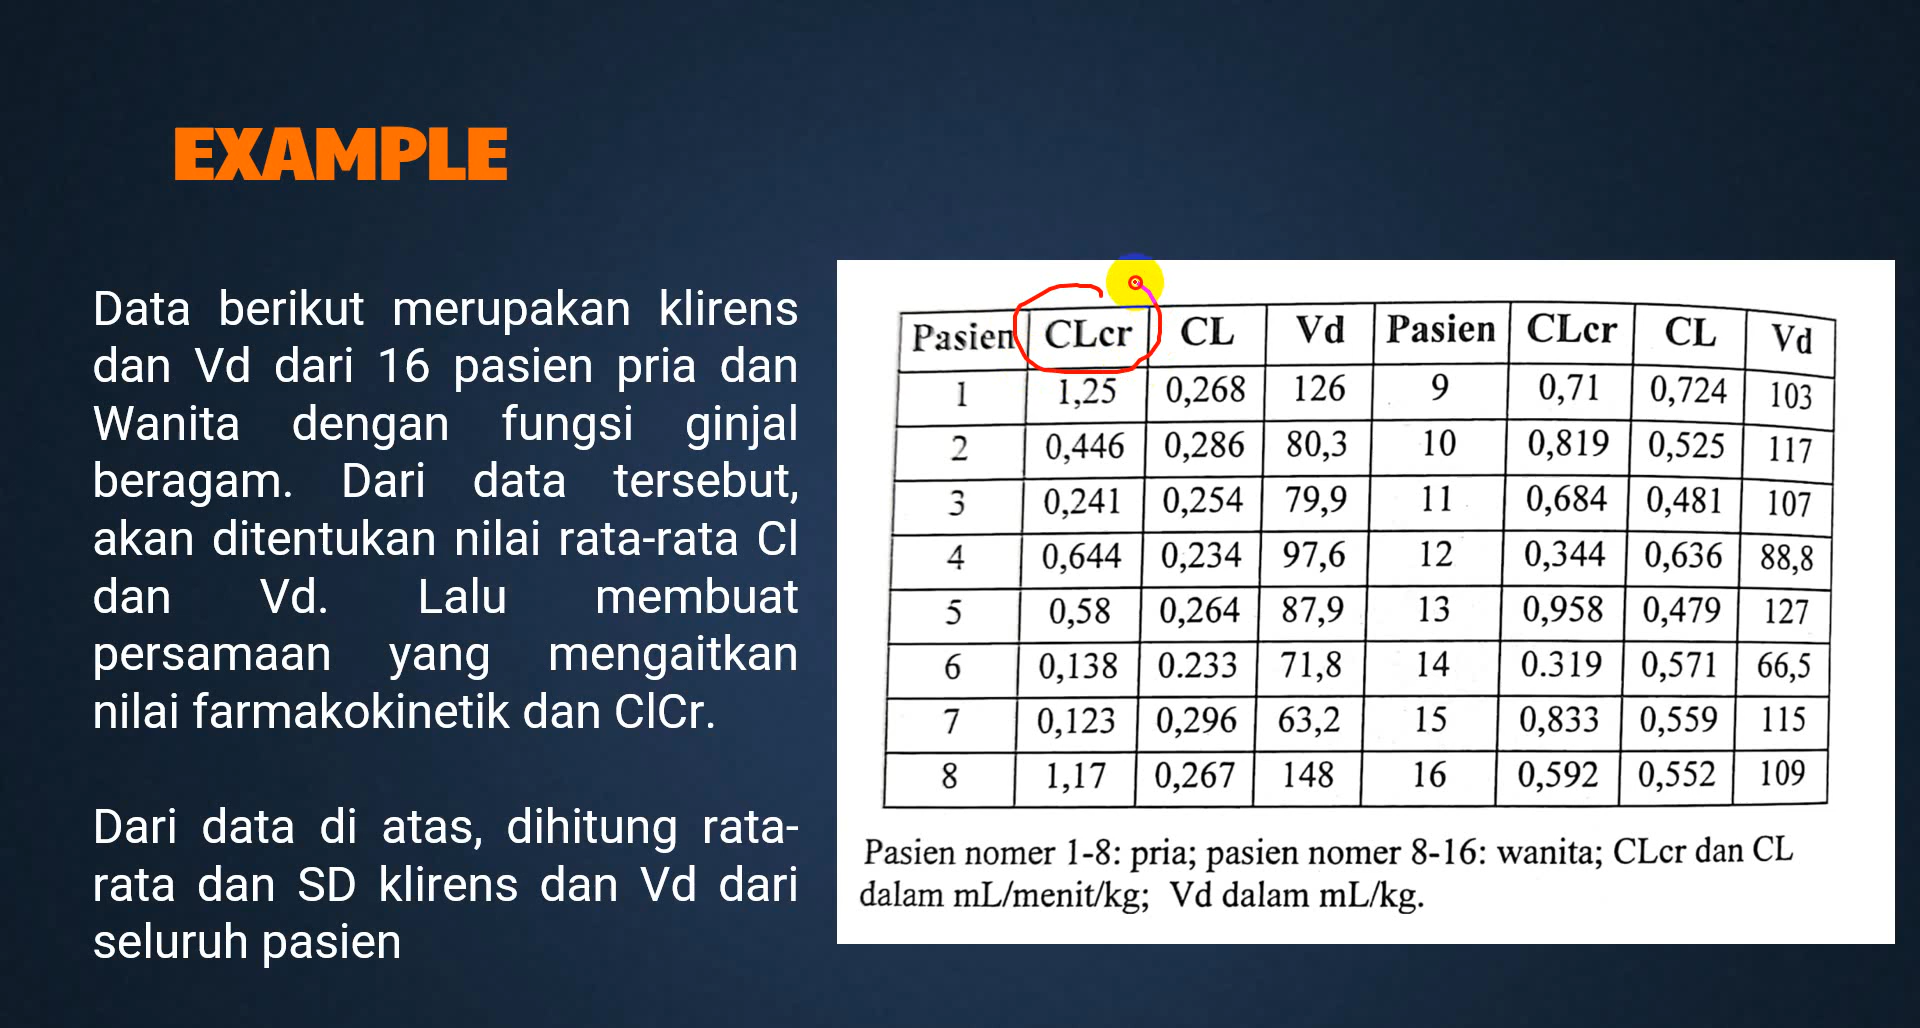 EXAMPLE
Data berikut merupakan klirens
dan Vd dari 16 pasien pria dan
Wanita dengan fungsi ginjal
beragam. Dari data tersebut,
akan ditentukan nilai rata-rata Cl
dan Vd. Lalu membuat
persamaan yang mengaitkan
nilai farmakokinetik dan ClCr.
Dari data di atas, dihitung rata-
rata dan SD klirens dan Vd dari
seluruh pasien
Pasien CLcr CL Vd Pasien CLcr CL Vd
1 1,25 0,268 126 9 0,71 0,724 103
2 0,446 0,286 80,3 10 0,819 0,525 117
3 0,241 0,254 79,9 11 0,684 0,481 107
4 0,644 0,234 97,6 12 0,344 0,636 88,8
5 0,58 0,264 87,9 13 0,958 0,479 127
6 0,138 0.233 71,8 14 0.319 0,571 66,5
7 0,123 0,296 63,2 15 0,833 0,559 115
8 1,17 0,267 148 16 0,592 0,552 109
Pasien nomer 1-8: pria; pasien nomer 8-16: wanita; CLcr dan CL
dalam mL/menit/kg; Vd dalam mL/kg.